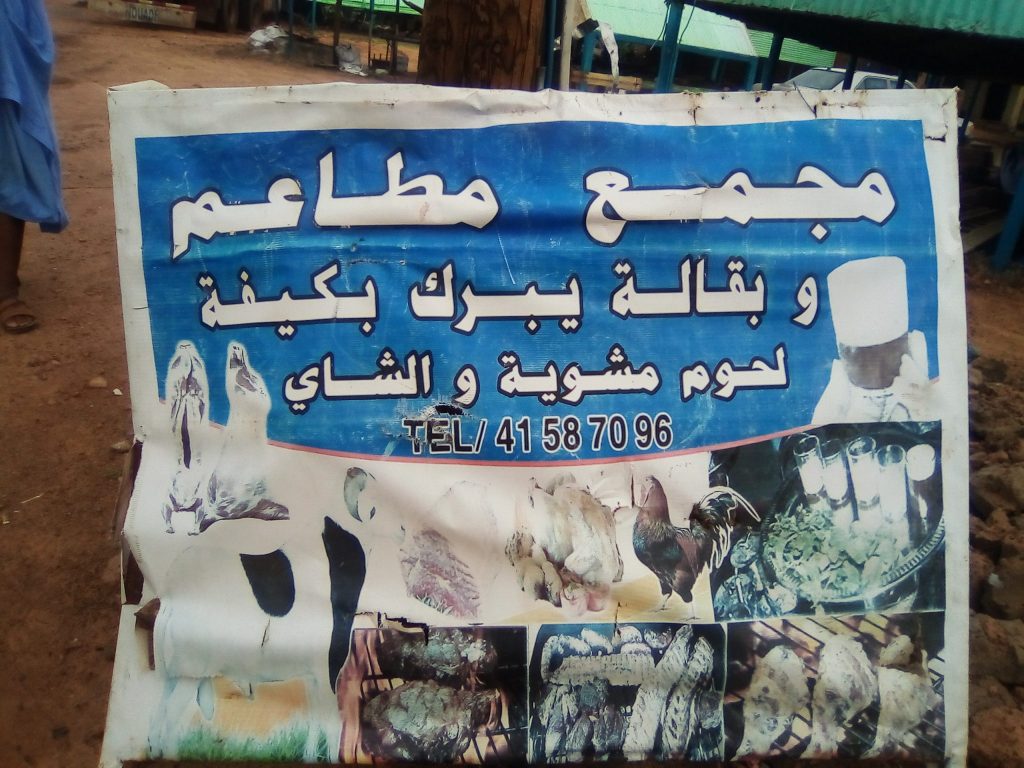 مجمع مطاعم
و بقالة يبرك بكيفة
لحوم مشوية و الشاي
TEL/ 41 58 70 96